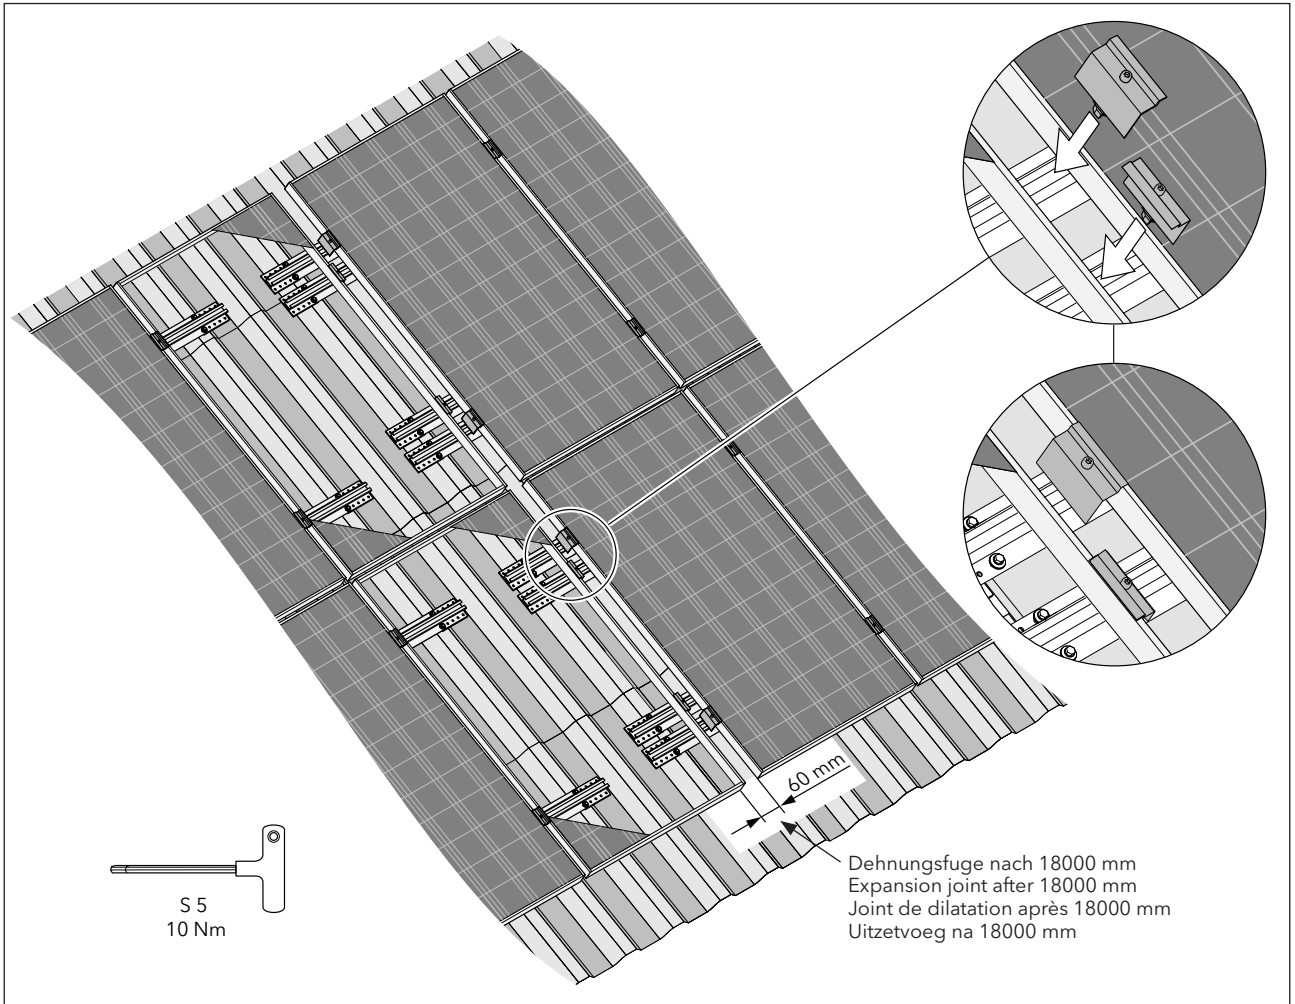 60 mm
Dehnungsfuge nach 18000 mm
Expansion joint after 18000 mm
Joint de dilatation après 18000 mm
Uitzetvoeg na 18000 mm
S 5
10 Nm